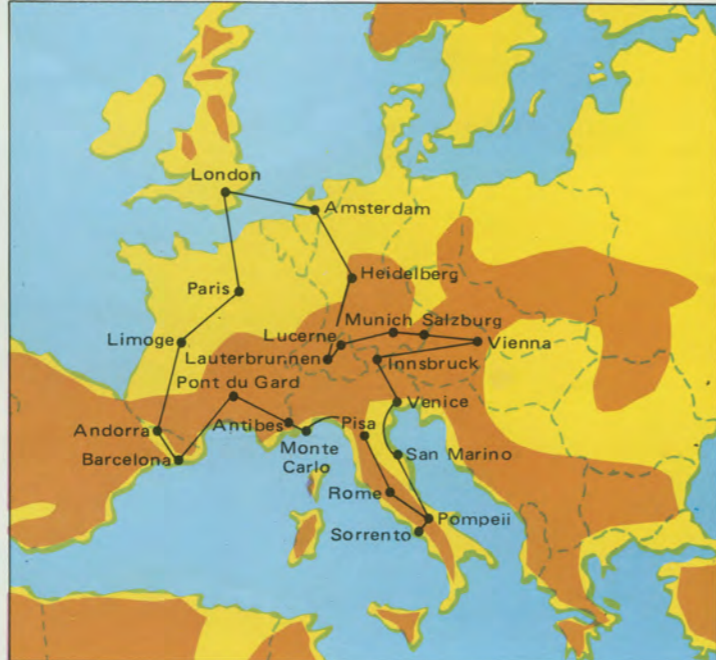 London
Amsterdam
Heidelberg
Paris
Munich Salzburg
Limoge
Lucerne
Vienna
Lauterbrunnen
Innsbruck
Pont du Gard
Venice
Antibes
Pisa
Andorra
Monte
Carlo
San Marino
Barcelona
Rome
Pompeii
Sorrento